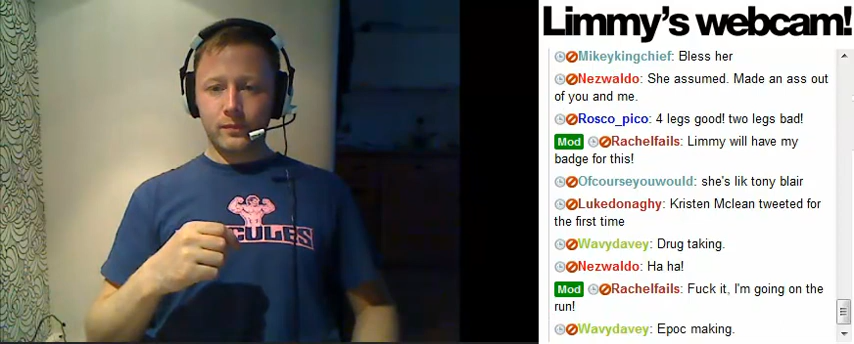 Limmy's webcam!
Mikeykingchief: Bless her
Nezwaldo: She assumed. Made an ass out
of you and me.
Rosco_pico: 4 legs good! two legs bad!
Mod Rachelfails: Limmy will have my
badge for this!
Ofcourseyouwould: she's lik tony blair
Lukedonaghy: Kristen Mclean tweeted for
the first time
Wavydavey: Drug taking.
Nezwaldo: Ha ha!
Mod Rachelfails: Fuck it, I'm going on the
run!
Wavydavey: Epoc making.
CULES